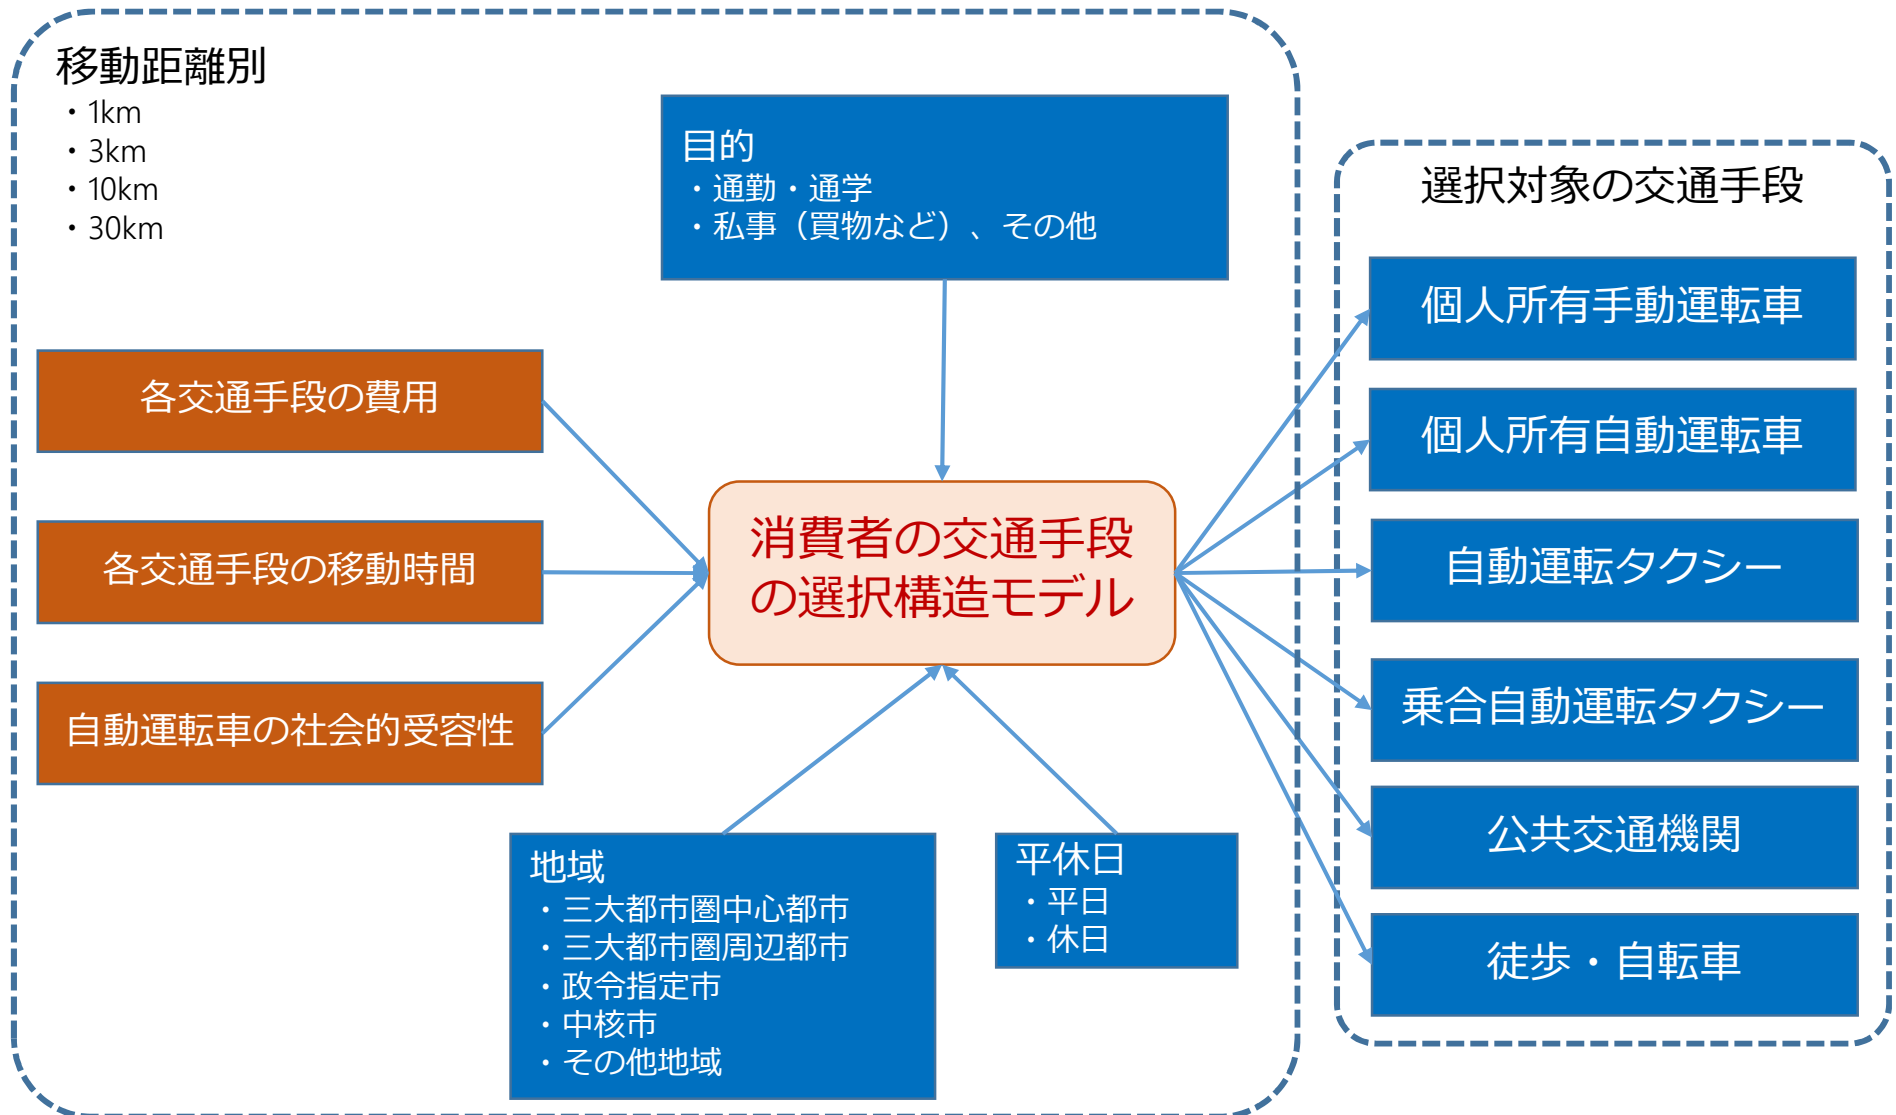 移動距離別
・1km
・3km
・10km
・30km
目的
・通勤・通学
・私事（買物など）、その他
各交通手段の費用
各交通手段の移動時間
自動運転車の社会的受容性
消費者の交通手段
の選択構造モデル
地域
・三大都市圏中心都市
・三大都市圏周辺都市
・政令指定市
・中核市
・その他地域
平休日
・平日
・休日
選択対象の交通手段
個人所有手動運転車
個人所有自動運転車
自動運転タクシー
乗合自動運転タクシー
公共交通機関
徒歩・自転車